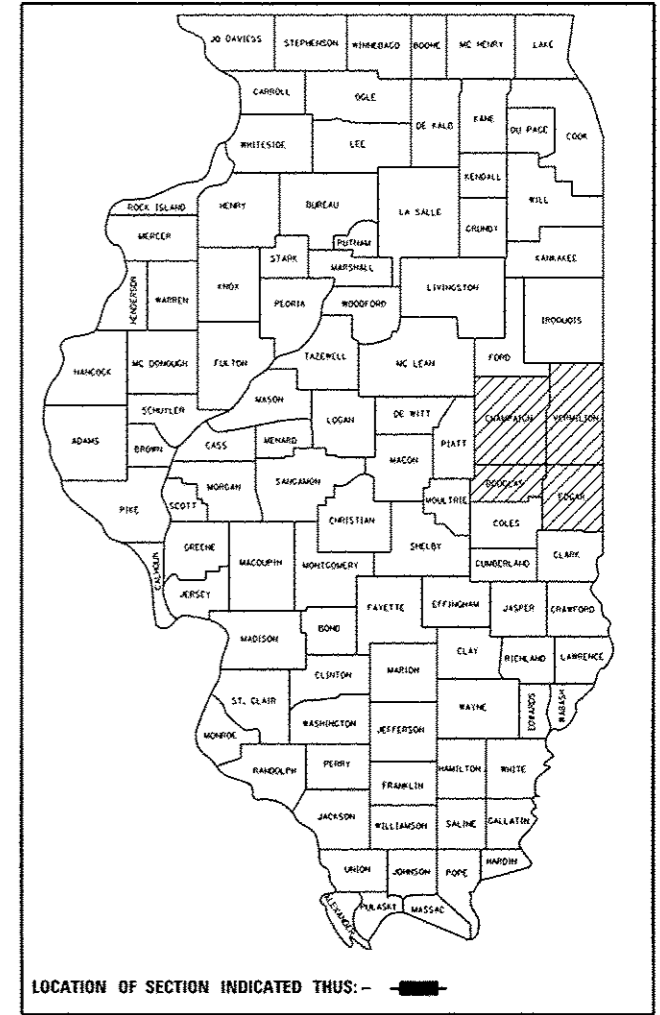 JO DAVIESS STEPHENSON WINNEBAGO BOONE MC HENRY LAKE
CARROLL OGLE DE KALB KANE DU PAGE COOK
WHITESIDE LEE KENDALL WILL
ROCK ISLAND HENRY BUREAU LA SALLE GRUNDY
MERCER PUTNAM KANKAKEE
STARK MARSHALL
HENDERSON WARREN KNOX PEORIA WOODFORD LIVINGSTON IROQUOIS
HANCOCK MC DONOUGH FULTON TAZEWELL MC LEAN FORD
SCHUYLER MASON LOGAN DE WITT CHAMPAIGN VERMILION
ADAMS BROWN CASS MENARD MACON PIATT
PIKE SCOTT MORGAN SANGAMON CHRISTIAN MOULTRIE DOUGLAS EDGAR
COLES
CALHOUN GREENE MACOUPIN MONTGOMERY SHELBY CUMBERLAND CLARK
JERSEY FAYETTE EFFINGHAM JASPER CRAWFORD
MADISON BOND CLAY RICHLAND LAWRENCE
CLINTON MARION
ST. CLAIR WAYNE EDWARDS WABASH
MONROE WASHINGTON JEFFERSON
RANDOLPH PERRY HAMILTON WHITE
FRANKLIN
JACKSON WILLIAMSON SALINE GALLATIN
UNION JOHNSON POPE HARDIN
ALEXANDER PULASKI MASSAC
LOCATION OF SECTION INDICATED THUS: -